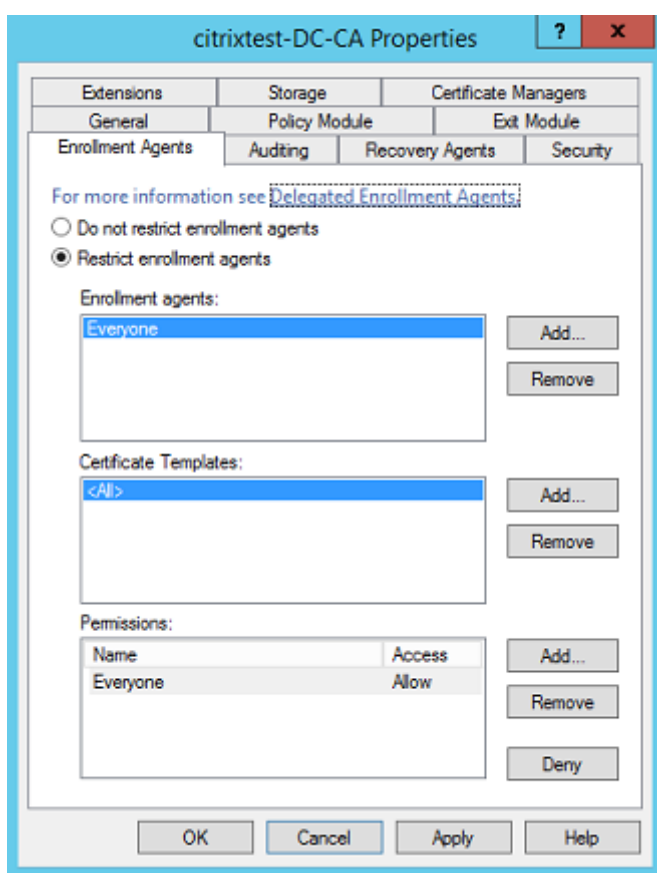 citrixtest-DC-CA Properties
? x
Extensions Storage Certificate Managers
General Policy Module Exit Module
Enrollment Agents Auditing Recovery Agents Security
For more information see Delegated Enrollment Agents.
Do not restrict enrollment agents
Restrict enrollment agents
Enrollment agents:
Everyone
Add...
Remove
Certificate Templates:
<All>
Add...
Remove
Permissions:
Name Access
Everyone Allow
Add...
Remove
Deny
OK Cancel Apply Help